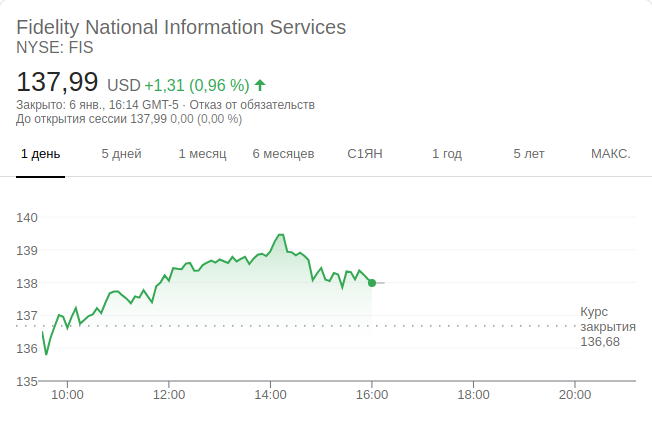 Fidelity National Information Services
NYSE: FIS
137,99 USD +1,31 (0,96 %)
Закрыто: 6 янв., 16:14 GMT-5 · Отказ от обязательств
До открытия сессии 137,99 0,00 (0,00 %)
1 день 5 дней 1 месяц 6 месяцев С1ЯН 1 год 5 лет МАКС.
140
139
138
137
136
135
Курс
закрытия
136,68
10:00 12:00 14:00 16:00 18:00 20:00